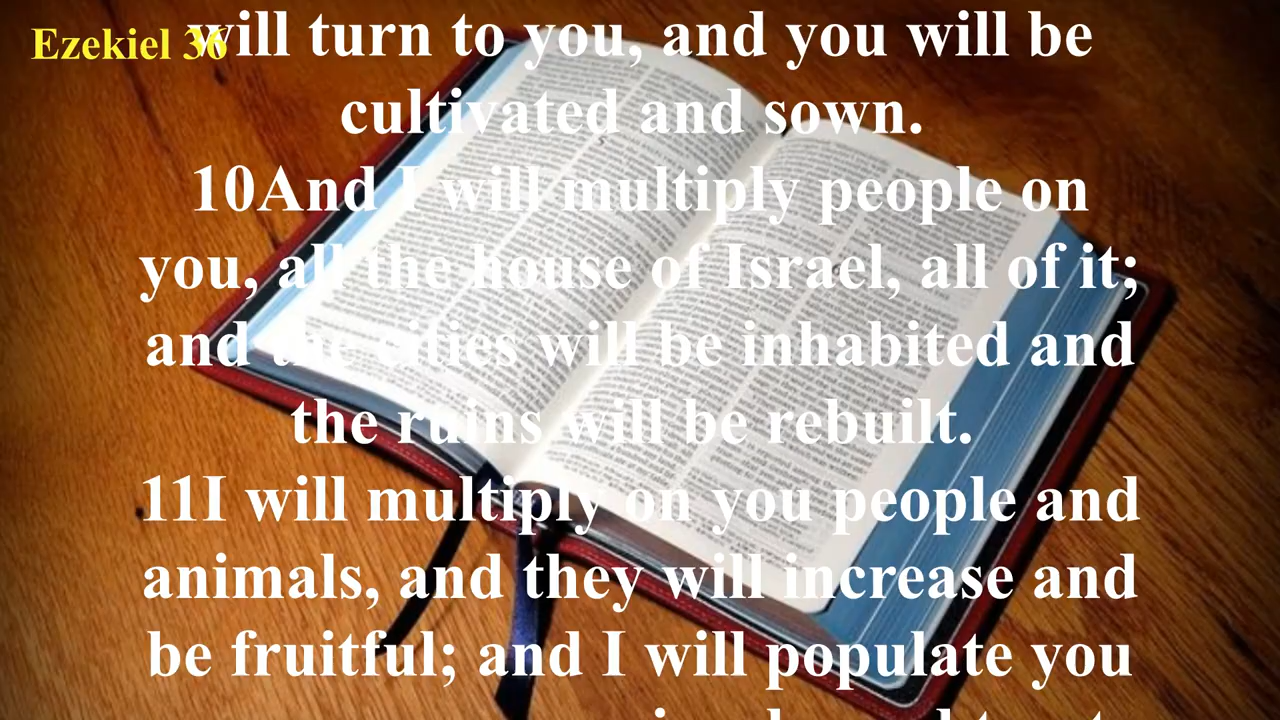 Ezekiel 36
will turn to you, and you will be
cultivated and sown.
10And I will multiply people on
you, all the house of Israel, all of it;
and the cities will be inhabited and
the ruins will be rebuilt.
11I will multiply on you people and
animals, and they will increase and
be fruitful; and I will populate you